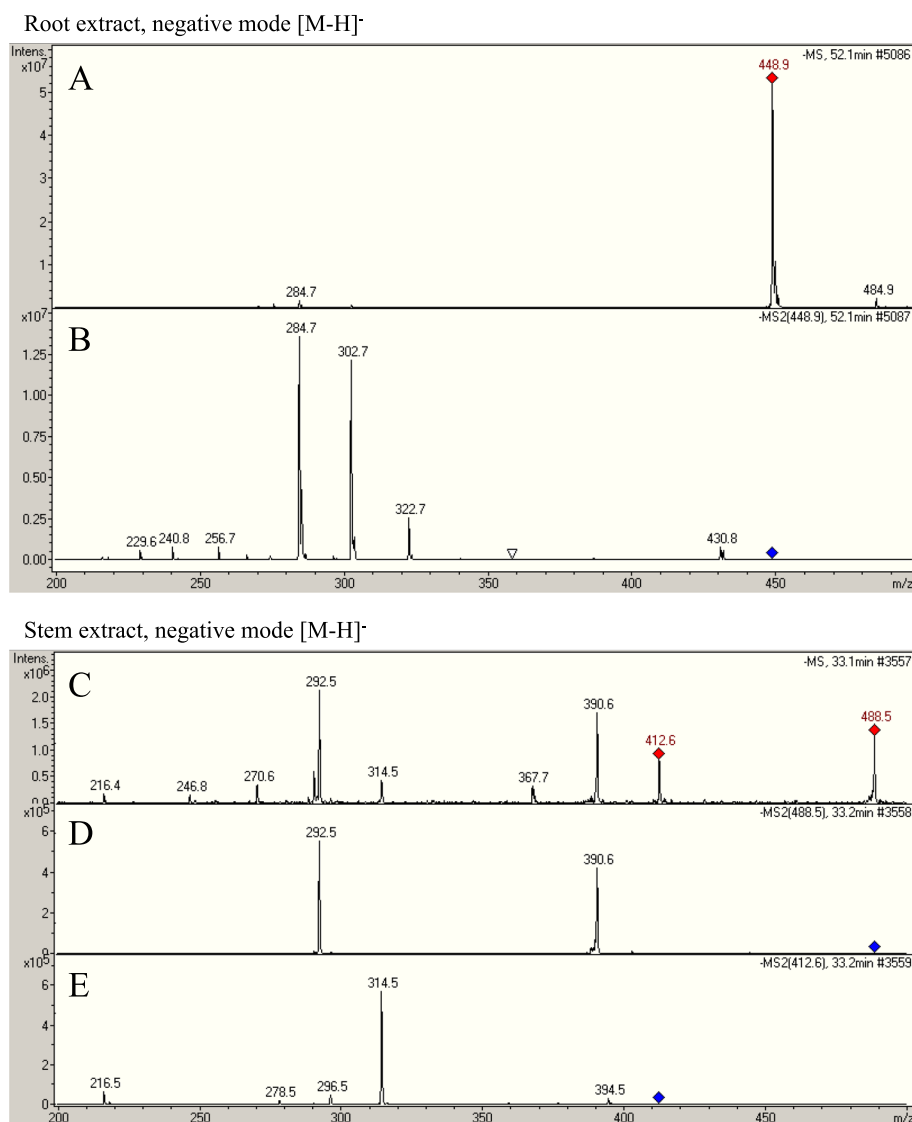 Root extract, negative mode [M-H]-
Intens.
x10^7
A
-MS, 52.1min #5086
448.9
5
4
3
2
1
284.7
484.9
x10^7
B
-MS2(448.9), 52.1min #5087
284.7
302.7
1.25
1.00
0.75
0.50
0.25
0.00
322.7
229.6 240.8 256.7
430.8
200 250 300 350 400 450 m/z
Stem extract, negative mode [M-H]-
Intens.
x10^6
C
-MS, 33.1min #3557
292.5
390.6
488.5
412.6
2.0
1.5
1.0
0.5
0.0
216.4 246.8 270.6 314.5 367.7
x10^5
D
-MS2(488.5), 33.2min #3558
292.5
390.6
6
4
2
0
x10^5
E
-MS2(412.6), 33.2min #3559
314.5
6
4
2
0
216.5 278.5 296.5 394.5
200 250 300 350 400 450 m/z